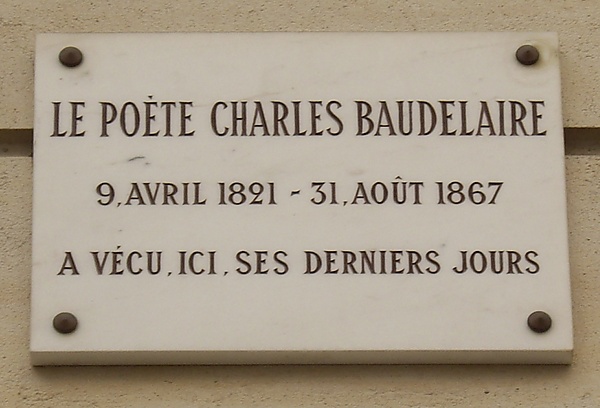 LE POÈTE CHARLES BAUDELAIRE
9.AVRIL 1821 - 31.AOÛT 1867
A VÉCU.ICI.SES DERNIERS JOURS